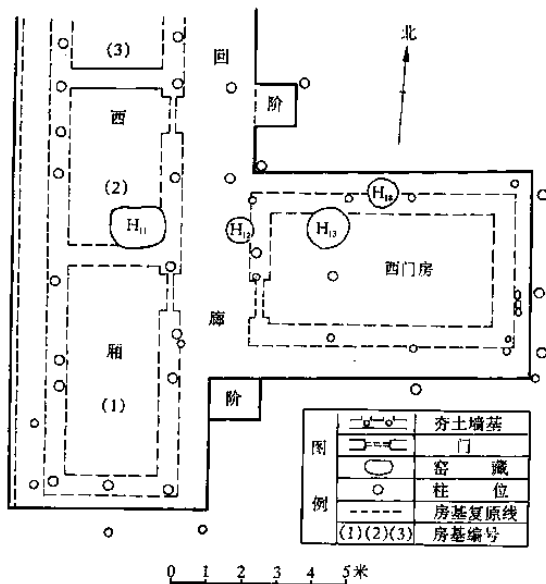 (3)
回
北
阶
西
(2)
H₁₁
H₁₂
H₁₃
H₁₈
西门房
廊
厢
(1)
阶
图例
夯土墙基
门
窑藏
柱位
房基复原线
(1)(2)(3) 房基编号
0 1 2 3 4 5米